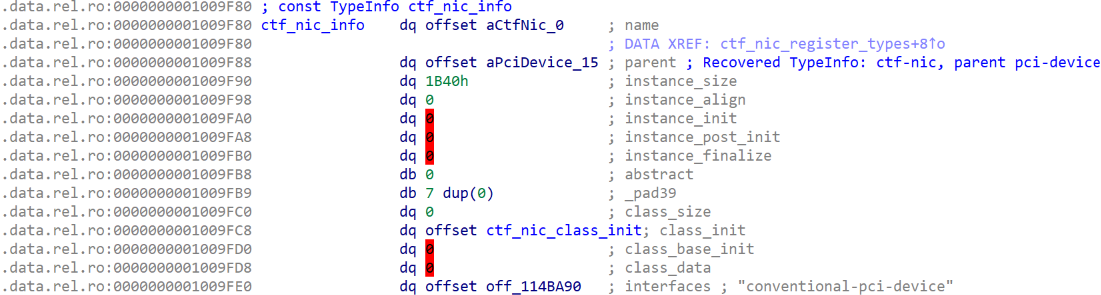 .data.rel.ro:0000000001009F80 ; const TypeInfo ctf_nic_info
.data.rel.ro:0000000001009F80 ctf_nic_info dq offset aCtfNic_0 ; name
.data.rel.ro:0000000001009F80 ; DATA XREF: ctf_nic_register_types+8↑o
.data.rel.ro:0000000001009F88 dq offset aPciDevice_15 ; parent ; Recovered TypeInfo: ctf-nic, parent pci-device
.data.rel.ro:0000000001009F90 dq 1B40h ; instance_size
.data.rel.ro:0000000001009F98 dq 0 ; instance_align
.data.rel.ro:0000000001009FA0 dq 0 ; instance_init
.data.rel.ro:0000000001009FA8 dq 0 ; instance_post_init
.data.rel.ro:0000000001009FB0 dq 0 ; instance_finalize
.data.rel.ro:0000000001009FB8 db 0 ; abstract
.data.rel.ro:0000000001009FB9 db 7 dup(0) ; _pad39
.data.rel.ro:0000000001009FC0 dq 0 ; class_size
.data.rel.ro:0000000001009FC8 dq offset ctf_nic_class_init; class_init
.data.rel.ro:0000000001009FD0 dq 0 ; class_base_init
.data.rel.ro:0000000001009FD8 dq 0 ; class_data
.data.rel.ro:0000000001009FE0 dq offset off_114BA90 ; interfaces ; "conventional-pci-device"